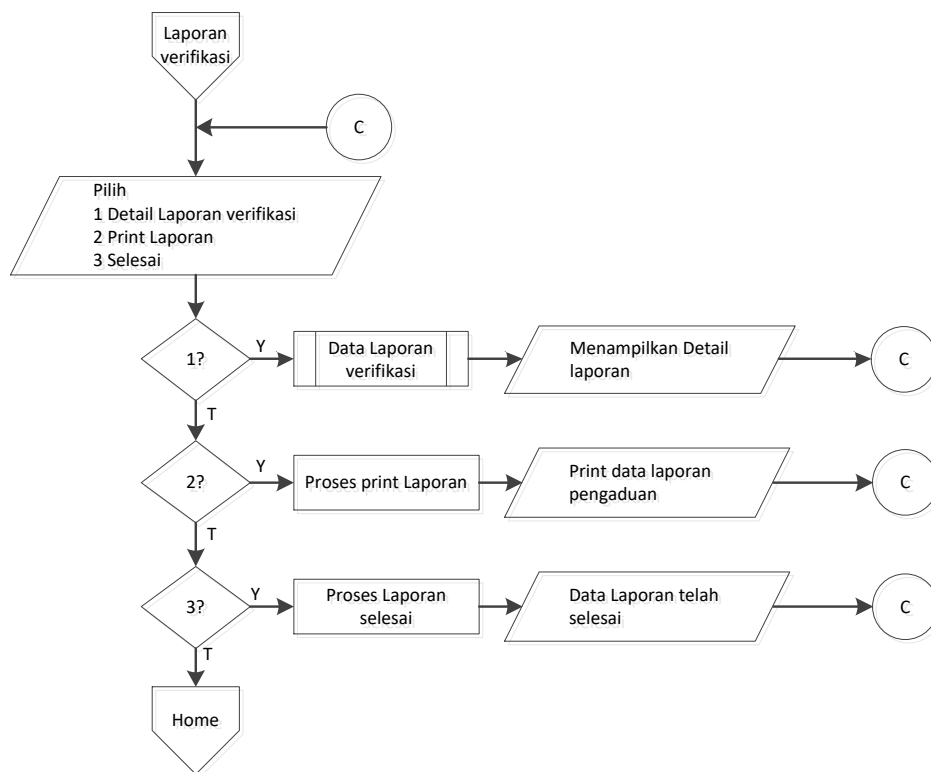 Laporan
verifikasi
C
Pilih
1 Detail Laporan verifikasi
2 Print Laporan
3 Selesai
1?
Y
Data Laporan
verifikasi
Menampilkan Detail
laporan
C
T
2?
Y
Proses print Laporan
Print data laporan
pengaduan
C
T
3?
Y
Proses Laporan
selesai
Data Laporan telah
selesai
C
T
Home